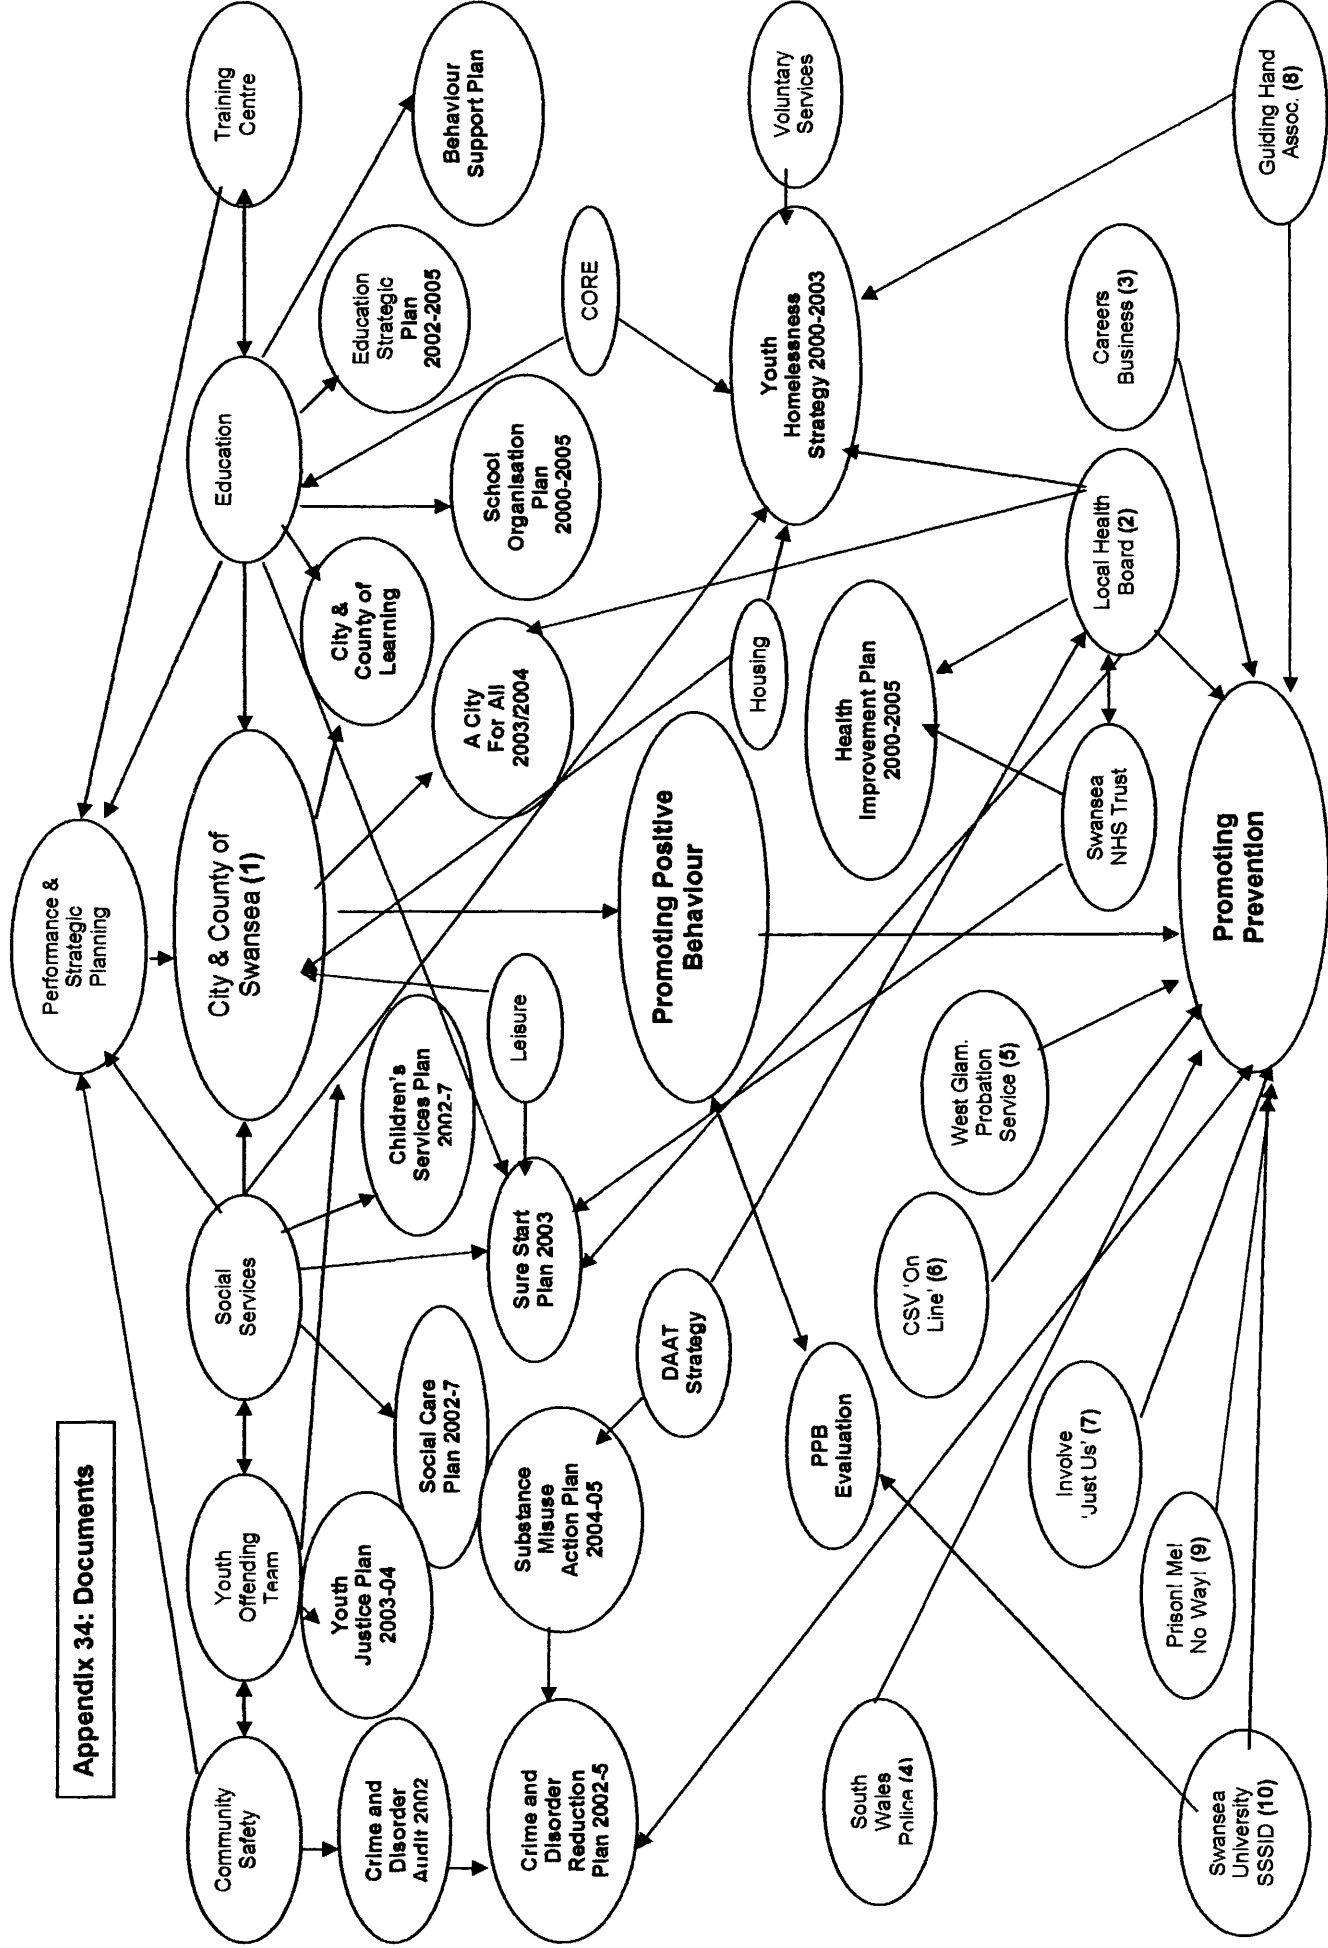 Appendix 34: Documents
Performance &
Strategic
Planning
Community
Safety
Youth
Offending
Team
Social
Services
City & County of
Swansea (1)
Education
Training
Centre
Crime and
Disorder
Audit 2002
Youth
Justice Plan
2003-04
Children's
Services Plan
2002-7
City &
County of
Learning
Education
Strategic
Plan
2002-2005
Behaviour
Support Plan
Social Care
Plan 2002-7
Leisure
A City
For All
2003/2004
School
Organisation
Plan
2000-2005
Crime and
Disorder
Reduction
Plan 2002-5
Substance
Misuse
Action Plan
2004-05
Sure Start
Plan 2003
CORE
DAAT
Strategy
Promoting Positive
Behaviour
Housing
Youth
Homelessness
Strategy 2000-2003
Voluntary
Services
PPB
Evaluation
Health
Improvement Plan
2000-2005
South
Wales
Police (4)
CSV 'On
Line' (6)
West Glam.
Probation
Service (5)
Involve
'Just Us' (7)
Swansea
NHS Trust
Local Health
Board (2)
Careers
Business (3)
Prison! Me!
No Way! (9)
Swansea
University
SSSID (10)
Promoting
Prevention
Guiding Hand
Assoc. (8)